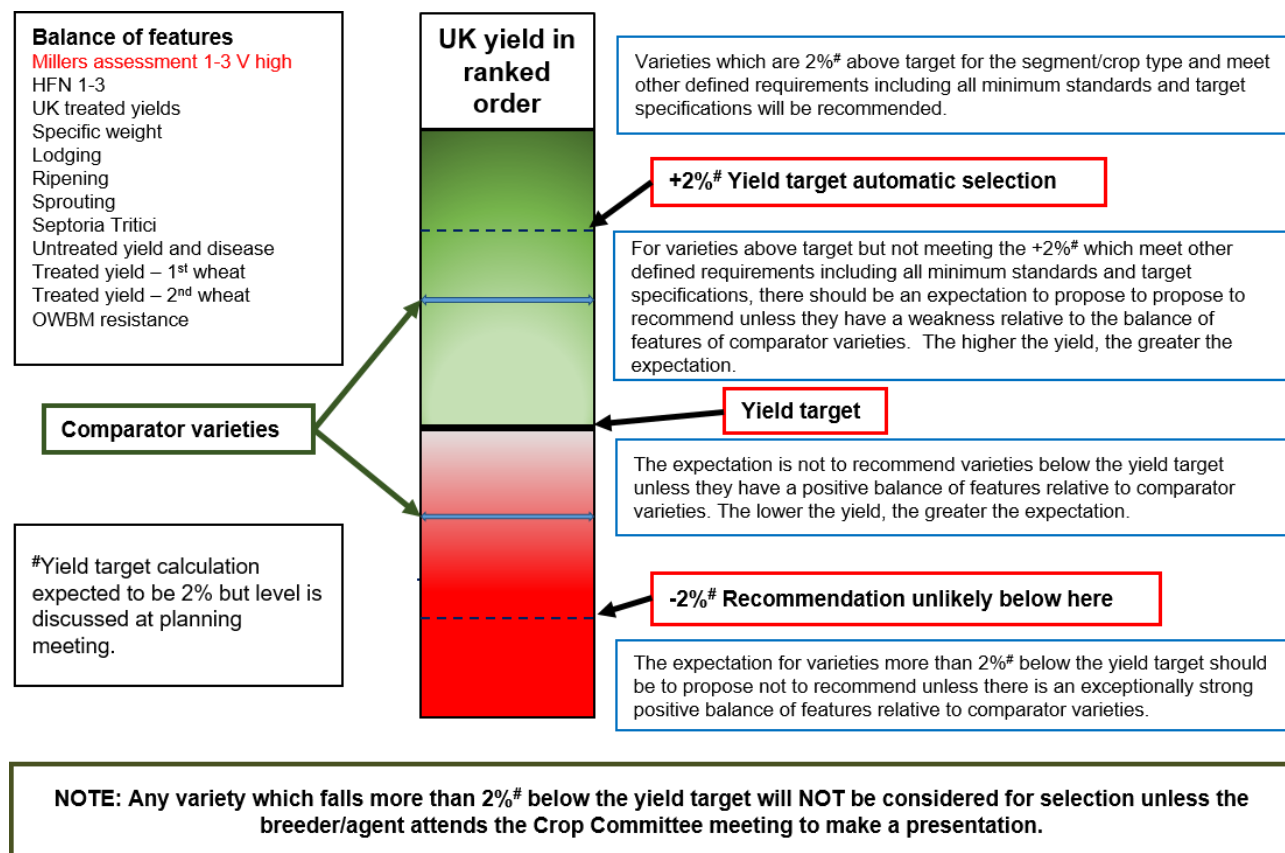 Balance of features
Millers assessment 1-3 V high
HFN 1-3
UK treated yields
Specific weight
Lodging
Ripening
Sprouting
Septoria Tritici
Untreated yield and disease
Treated yield – 1st wheat
Treated yield – 2nd wheat
OWBM resistance
Comparator varieties
#Yield target calculation
expected to be 2% but level is
discussed at planning
meeting.
UK yield in
ranked
order
Varieties which are 2%# above target for the segment/crop type and meet
other defined requirements including all minimum standards and target
specifications will be recommended.
+2%# Yield target automatic selection
For varieties above target but not meeting the +2%# which meet other
defined requirements including all minimum standards and target
specifications, there should be an expectation to propose to propose to
recommend unless they have a weakness relative to the balance of
features of comparator varieties.  The higher the yield, the greater the
expectation.
Yield target
The expectation is not to recommend varieties below the yield target
unless they have a positive balance of features relative to comparator
varieties. The lower the yield, the greater the expectation.
-2%# Recommendation unlikely below here
The expectation for varieties more than 2%# below the yield target should
be to propose not to recommend unless there is an exceptionally strong
positive balance of features relative to comparator varieties.
NOTE: Any variety which falls more than 2%# below the yield target will NOT be considered for selection unless the
breeder/agent attends the Crop Committee meeting to make a presentation.